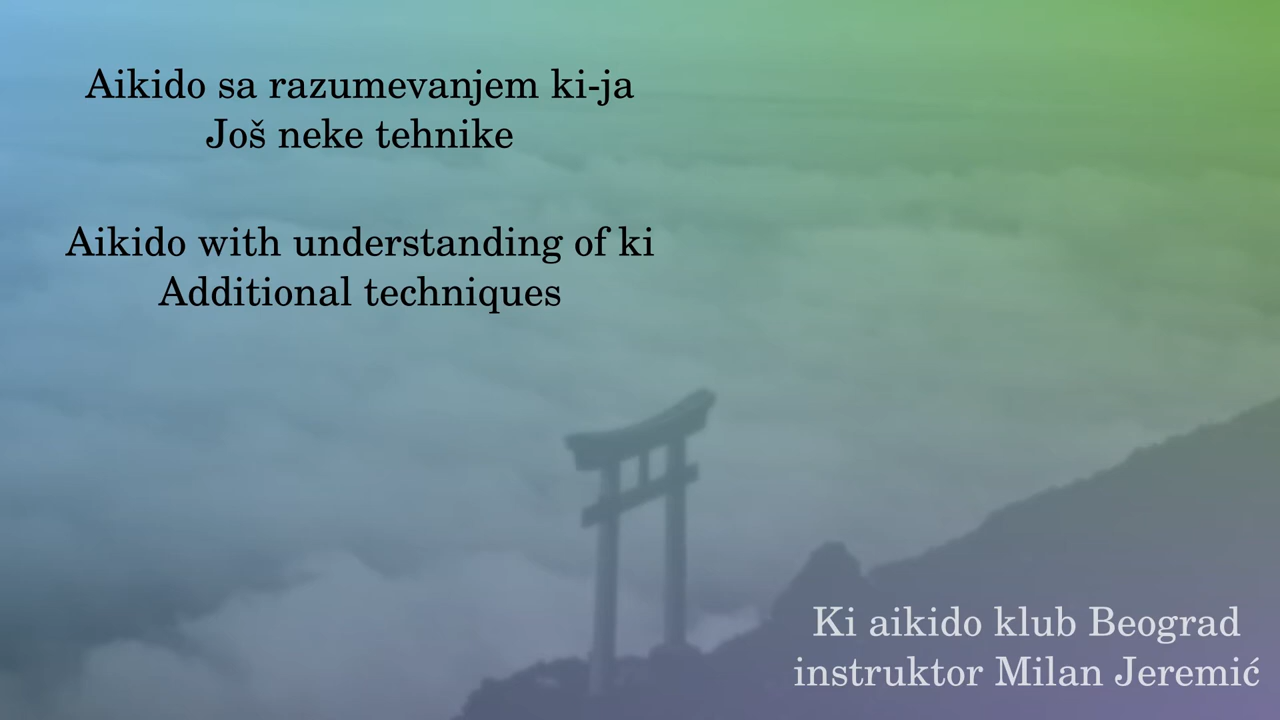 Aikido sa razumevanjem ki-ja
Još neke tehnike
Aikido with understanding of ki
Additional techniques
Ki aikido klub Beograd
instruktor Milan Jeremić